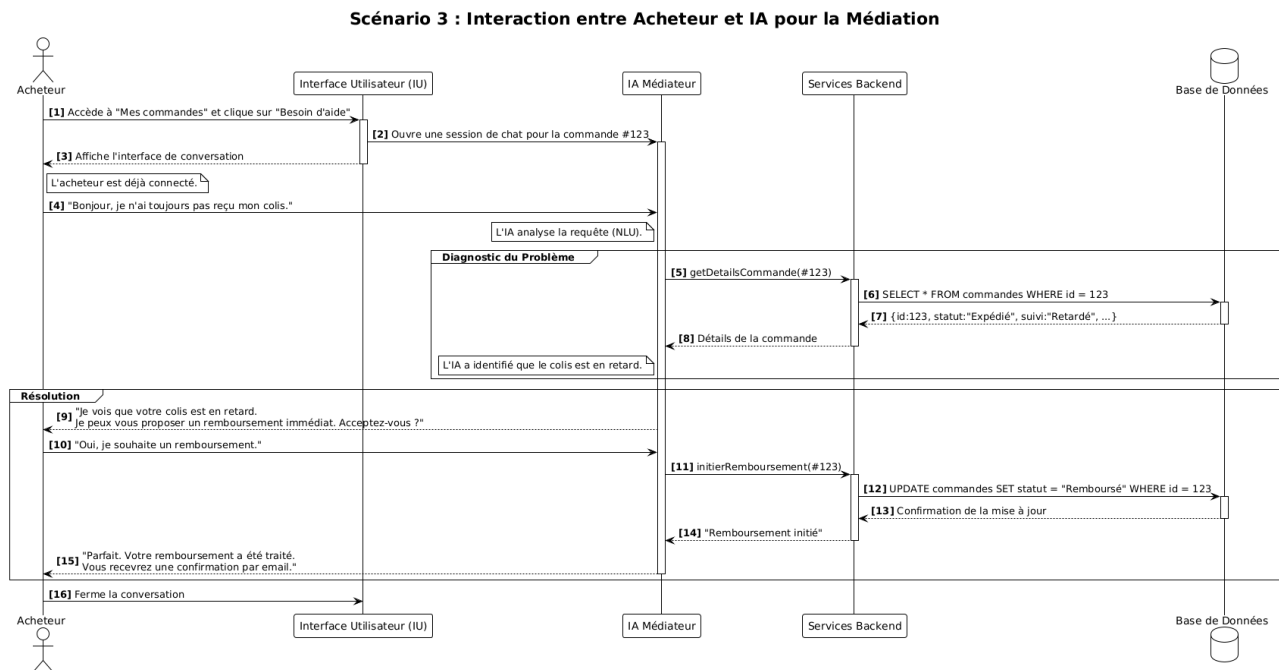 Scénario 3 : Interaction entre Acheteur et IA pour la Médiation
Acheteur
Interface Utilisateur (IU)
IA Médiateur
Services Backend
Base de Données
[1] Accède à "Mes commandes" et clique sur "Besoin d'aide"
[2] Ouvre une session de chat pour la commande #123
[3] Affiche l'interface de conversation
L'acheteur est déjà connecté.
[4] "Bonjour, je n'ai toujours pas reçu mon colis."
L'IA analyse la requête (NLU).
Diagnostic du Problème
[5] getDetailsCommande(#123)
[6] SELECT * FROM commandes WHERE id = 123
[7] {id:123, statut:"Expédié", suivi:"Retardé", ...}
[8] Détails de la commande
L'IA a identifié que le colis est en retard.
Résolution
[9] "Je vois que votre colis est en retard.
Je peux vous proposer un remboursement immédiat. Acceptez-vous ?"
[10] "Oui, je souhaite un remboursement."
[11] initierRemboursement(#123)
[12] UPDATE commandes SET statut = "Remboursé" WHERE id = 123
[13] Confirmation de la mise à jour
[14] "Remboursement initié"
[15] "Parfait. Votre remboursement a été traité.
Vous recevrez une confirmation par email."
[16] Ferme la conversation
Acheteur
Interface Utilisateur (IU)
IA Médiateur
Services Backend
Base de Données